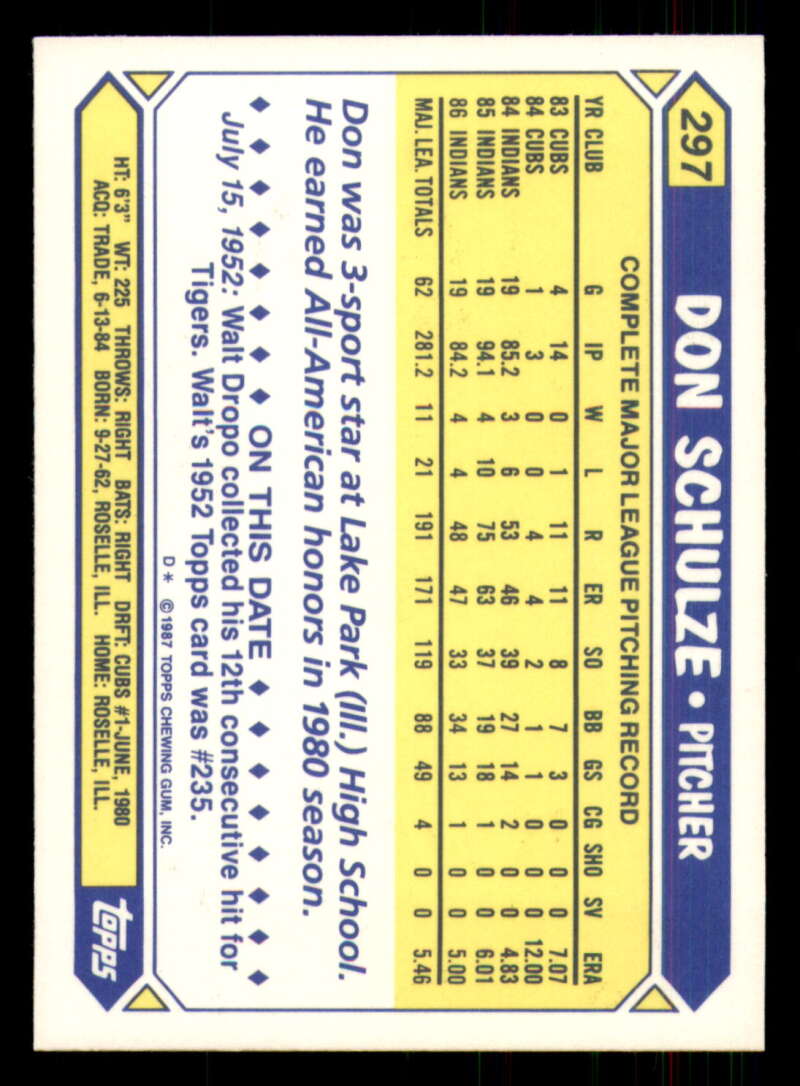 297
DON SCHULZE • PITCHER
COMPLETE MAJOR LEAGUE PITCHING RECORD
YR CLUB G IP W L R ER SO BB GS CG SHO SV ERA
83 CUBS 4 14 0 1 11 11 8 7 3 0 0 0 7.07
84 CUBS 1 3 0 0 4 4 2 1 1 0 0 0 12.00
84 INDIANS 19 85.2 3 6 53 46 39 27 14 2 0 0 4.83
85 INDIANS 19 94.1 4 10 75 63 37 19 18 1 0 0 6.01
86 INDIANS 19 84.2 4 4 48 47 33 34 13 1 0 0 5.00
MAJ. LEA. TOTALS 62 281.2 11 21 191 171 119 88 49 4 0 0 5.46
Don was 3-sport star at Lake Park (Ill.) High School.
He earned All-American honors in 1980 season.
ON THIS DATE
July 15, 1952: Walt Dropo collected his 12th consecutive hit for
Tigers. Walt's 1952 Topps card was #235.
D* ©1987 TOPPS CHEWING GUM, INC.
HT: 6'3" WT: 225 THROWS: RIGHT BATS: RIGHT DRFT: CUBS #1-JUNE, 1980
ACQ: TRADE, 6-13-84 BORN: 9-27-62, ROSELLE, ILL. HOME: ROSELLE, ILL.
topps